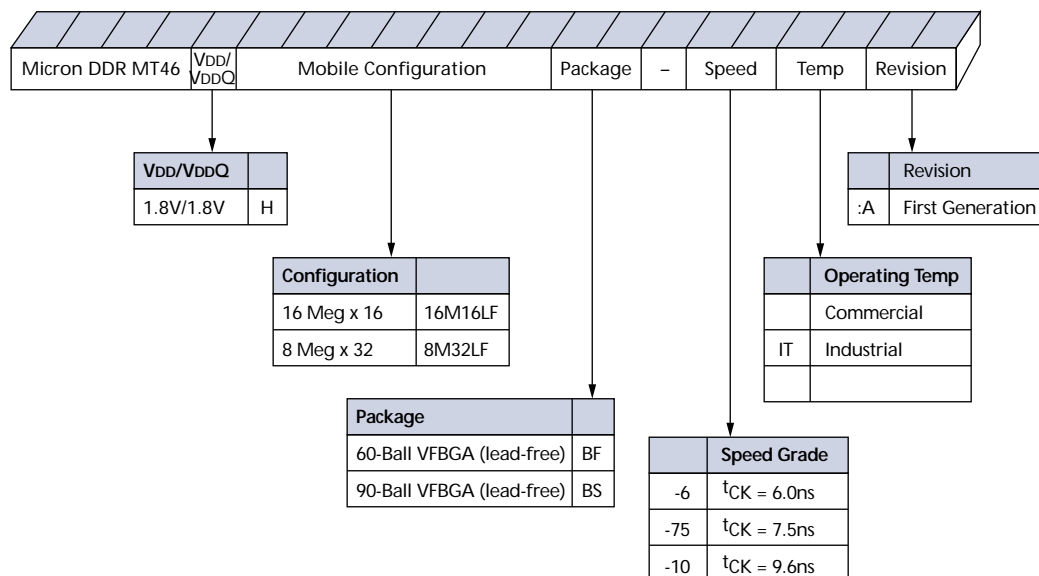 Micron DDR MT46 VDD/VDDQ Mobile Configuration Package – Speed Temp Revision
VDD/VDDQ
1.8V/1.8V H
Revision
:A First Generation
Configuration
16 Meg x 16 16M16LF
8 Meg x 32 8M32LF
Operating Temp
Commercial
IT Industrial
Package
60-Ball VFBGA (lead-free) BF
90-Ball VFBGA (lead-free) BS
Speed Grade
-6 tCK = 6.0ns
-75 tCK = 7.5ns
-10 tCK = 9.6ns